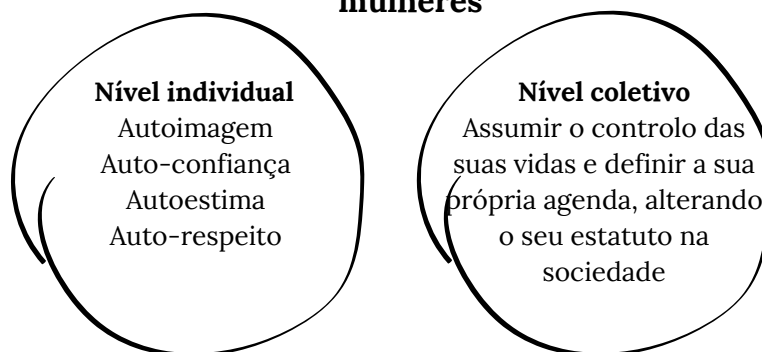 mulheres
Nível individual
Autoimagem
Auto-confiança
Autoestima
Auto-respeito
Nível coletivo
Assumir o controlo das
suas vidas e definir a sua
própria agenda, alterando
o seu estatuto na
sociedade